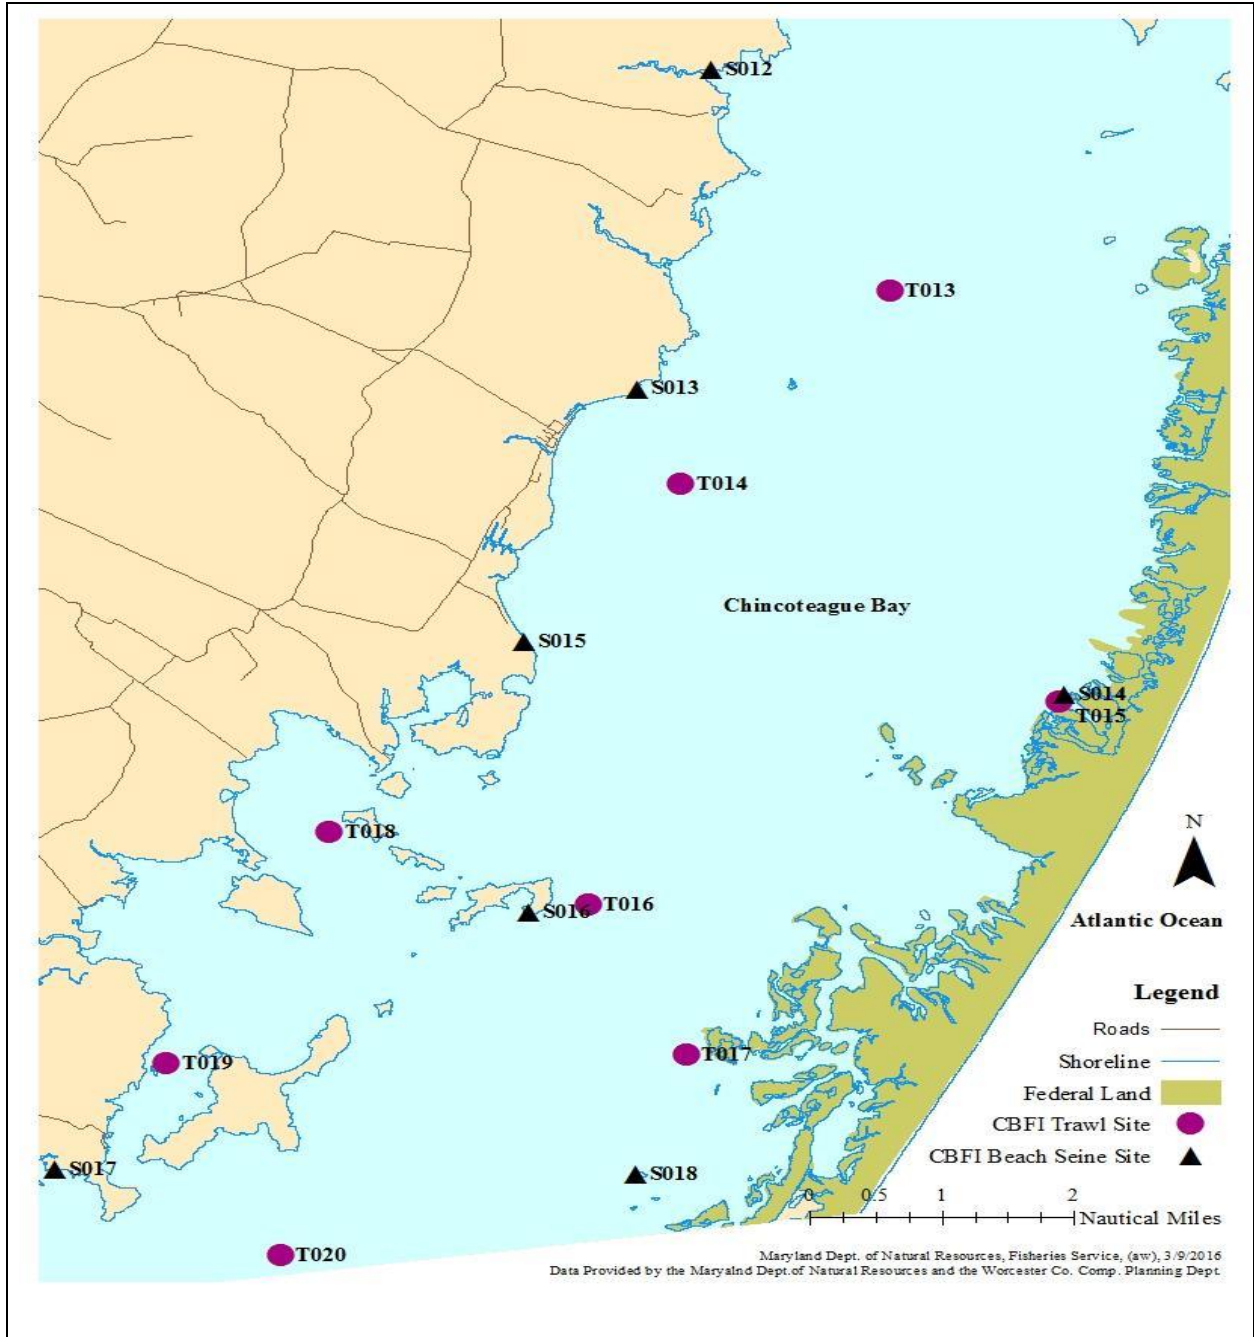 S012
T013
S013
T014
Chincoteague Bay
S015
S014
T015
T018
N
T016
S016
Atlantic Ocean
Legend
Roads
Shoreline
T017
T019
Federal Land
CBFI Trawl Site
CBFI Beach Seine Site
S017
S018
0 0.5 1 2
Nautical Miles
T020
Maryland Dept. of Natural Resources, Fisheries Service, (aw), 3/9/2016
Data Provided by the Maryalnd Dept.of Natural Resources and the Worcester Co. Comp. Planning Dept.